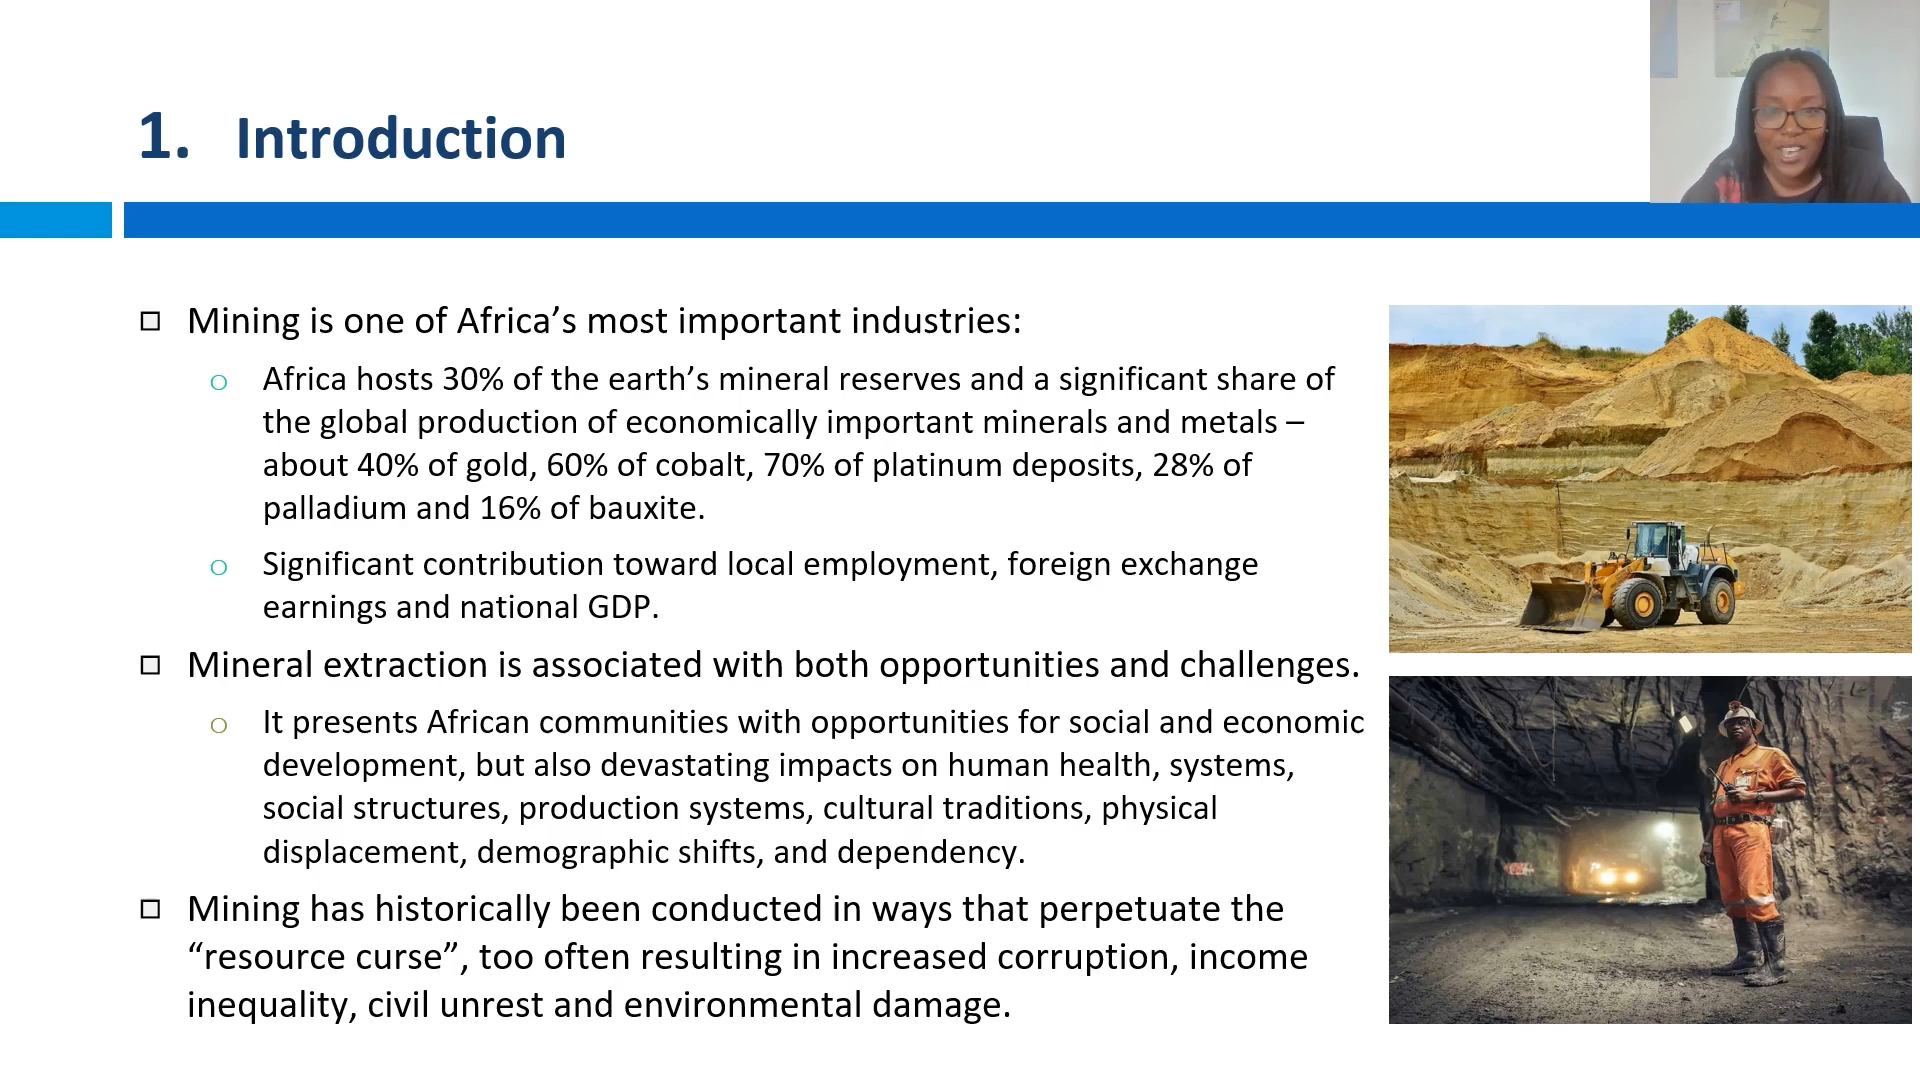 1. Introduction
Mining is one of Africa’s most important industries:
Africa hosts 30% of the earth’s mineral reserves and a significant share of
the global production of economically important minerals and metals –
about 40% of gold, 60% of cobalt, 70% of platinum deposits, 28% of
palladium and 16% of bauxite.
Significant contribution toward local employment, foreign exchange
earnings and national GDP.
Mineral extraction is associated with both opportunities and challenges.
It presents African communities with opportunities for social and economic
development, but also devastating impacts on human health, systems,
social structures, production systems, cultural traditions, physical
displacement, demographic shifts, and dependency.
Mining has historically been conducted in ways that perpetuate the
“resource curse”, too often resulting in increased corruption, income
inequality, civil unrest and environmental damage.